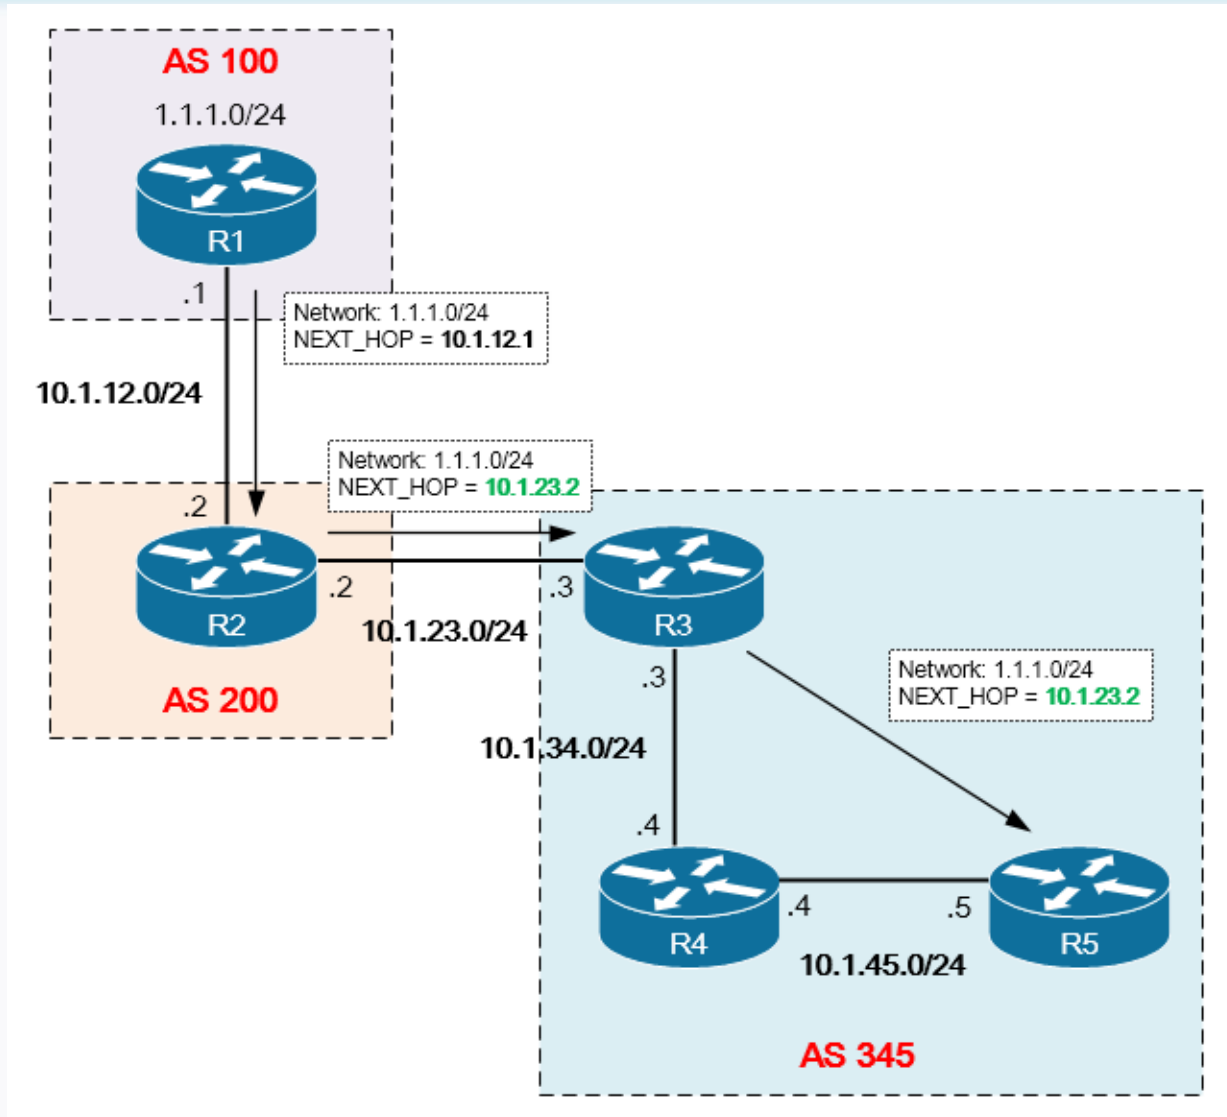 AS 100
1.1.1.0/24
R1
.1
Network: 1.1.1.0/24
NEXT_HOP = 10.1.12.1
10.1.12.0/24
Network: 1.1.1.0/24
NEXT_HOP = 10.1.23.2
.2
R2
.2
AS 200
10.1.23.0/24
.3
R3
.3
Network: 1.1.1.0/24
NEXT_HOP = 10.1.23.2
10.1.34.0/24
.4
R4
.4
.5
R5
10.1.45.0/24
AS 345